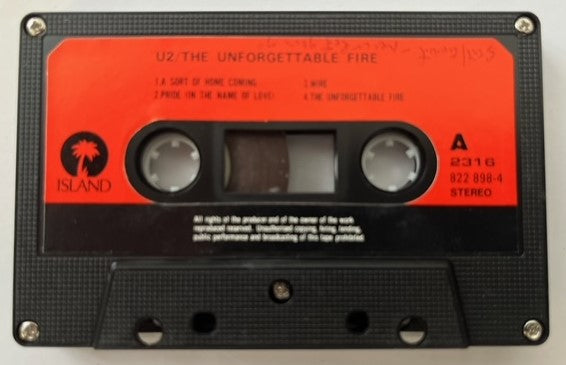 U2/THE UNFORGETTABLE FIRE
1.A SORT OF HOME COMING
2.PRIDE (IN THE NAME OF LOVE)
3.WIRE
4.THE UNFORGETTABLE FIRE
ISLAND
A
2316
822 898-4
STEREO
All rights of the producer and of the owner of the work
reproduced reserved. Unauthorised copying, hiring, lending,
public performance and broadcasting of this tape prohibited.